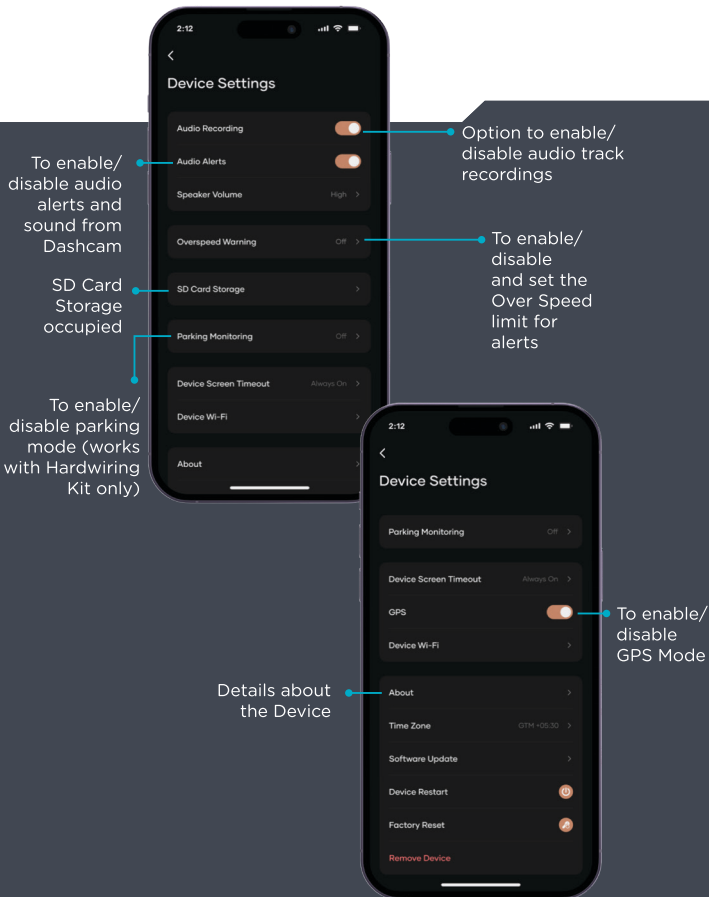 2:12
Device Settings
Audio Recording
Audio Alerts
Speaker Volume High
Overspeed Warning Off
SD Card Storage
Parking Monitoring Off
Device Screen Timeout Always On
Device Wi-Fi
About
To enable/
disable audio
alerts and
sound from
Dashcam
SD Card
Storage
occupied
To enable/
disable parking
mode (works
with Hardwiring
Kit only)
Option to enable/
disable audio track
recordings
To enable/
disable
and set the
Over Speed
limit for
alerts
2:12
Device Settings
Parking Monitoring Off
Device Screen Timeout Always On
GPS
Device Wi-Fi
About
Time Zone GTM +05:30
Software Update
Device Restart
Factory Reset
Remove Device
To enable/
disable
GPS Mode
Details about
the Device